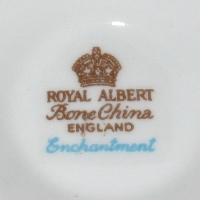 ROYAL ALBERT
Bone China
ENGLAND
Enchantment